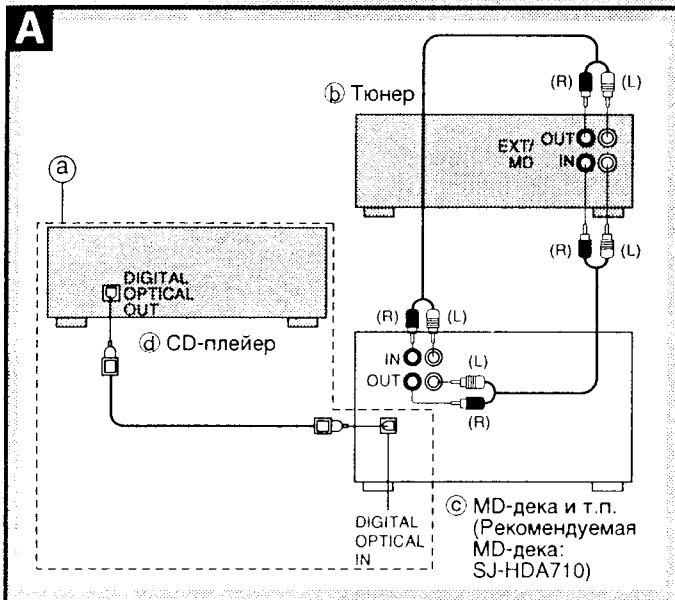 A
(R) (L)
ⓑ Тюнер
EXT/ OUT
MD IN
ⓐ
(R) (L)
DIGITAL
OPTICAL
OUT
ⓓ CD-плейер
(R) (L)
IN
OUT (L)
(R)
DIGITAL
OPTICAL
IN
ⓒ MD-дека и т.п.
(Рекомендуемая
MD-дека:
SJ-HDA710)